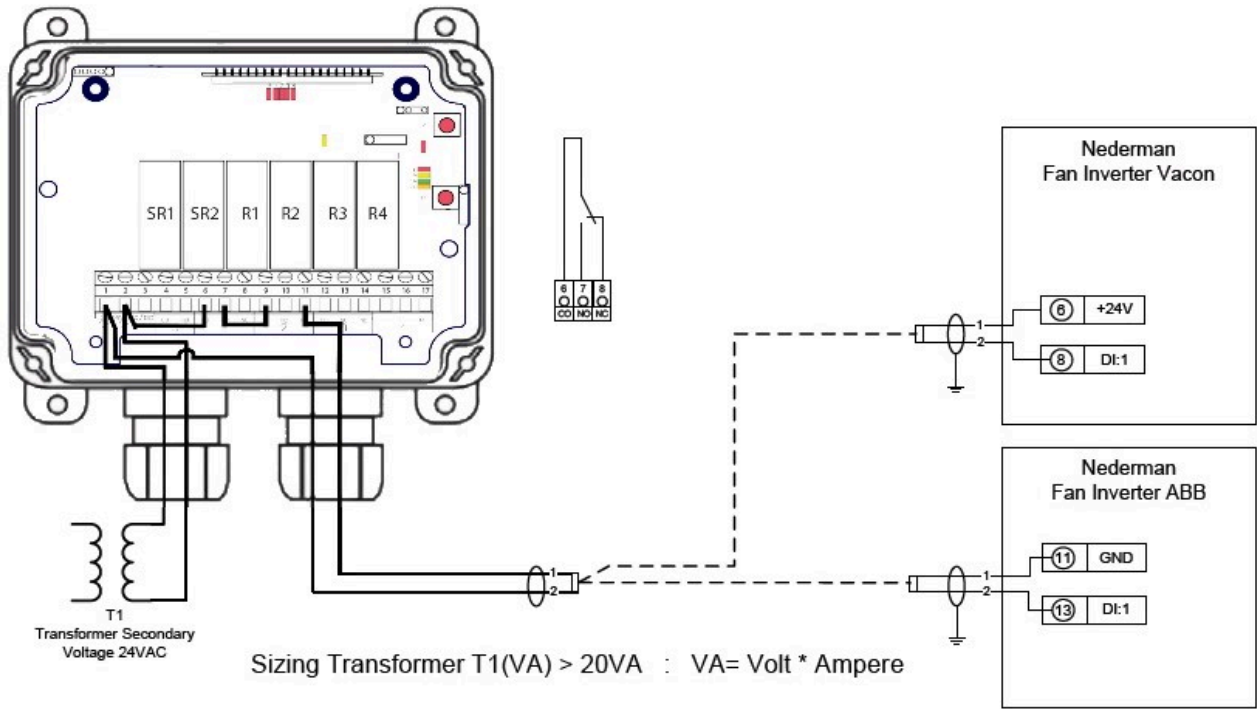 SR1 SR2 R1 R2 R3 R4
1 2 3 4 5 6 7 8 9 10 11 12 13 14 15 16 17
6 7 8
CO NO NC
Nederman
Fan Inverter Vacon
1
2
6 +24V
8 DI:1
Nederman
Fan Inverter ABB
1
2
11 GND
13 DI:1
1
2
T1
Transformer Secondary
Voltage 24VAC
Sizing Transformer T1(VA) > 20VA : VA= Volt * Ampere